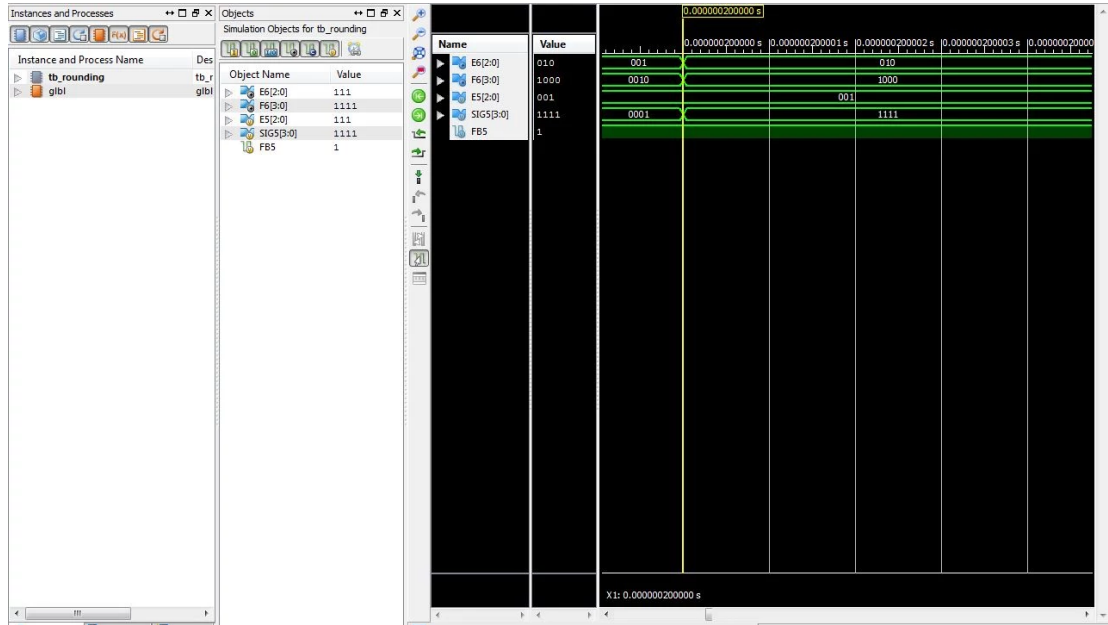 Instances and Processes
Instance and Process Name Des
tb_rounding tb_r
glbl glbl
Objects
Simulation Objects for tb_rounding
Object Name Value
E6[2:0] 111
F6[3:0] 1111
E5[2:0] 111
SIG5[3:0] 1111
FB5 1
Name Value
E6[2:0] 010
F6[3:0] 1000
E5[2:0] 001
SIG5[3:0] 1111
FB5 1
0.000000200000 s
0.000000200000 s 0.000000200001 s 0.000000200002 s 0.000000200003 s 0.00000020000
001 010
0010 1000
001
0001 1111
X1: 0.000000200000 s